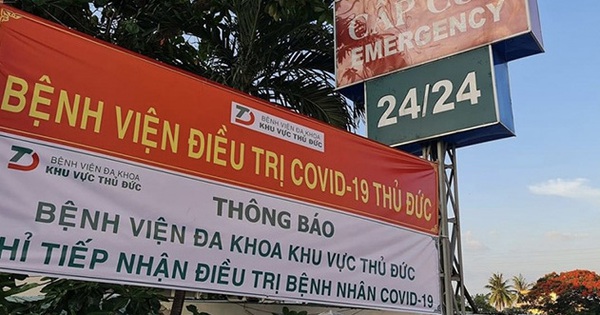 CẤP CỨU
EMERGENCY
24/24
BỆNH VIỆN ĐA KHOA
KHU VỰC THỦ ĐỨC
BỆNH VIỆN ĐIỀU TRỊ COVID-19 THỦ ĐỨC
BỆNH VIỆN ĐA KHOA
KHU VỰC THỦ ĐỨC
THÔNG BÁO
BỆNH VIỆN ĐA KHOA KHU VỰC THỦ ĐỨC
HỈ TIẾP NHẬN ĐIỀU TRỊ BỆNH NHÂN COVID-19